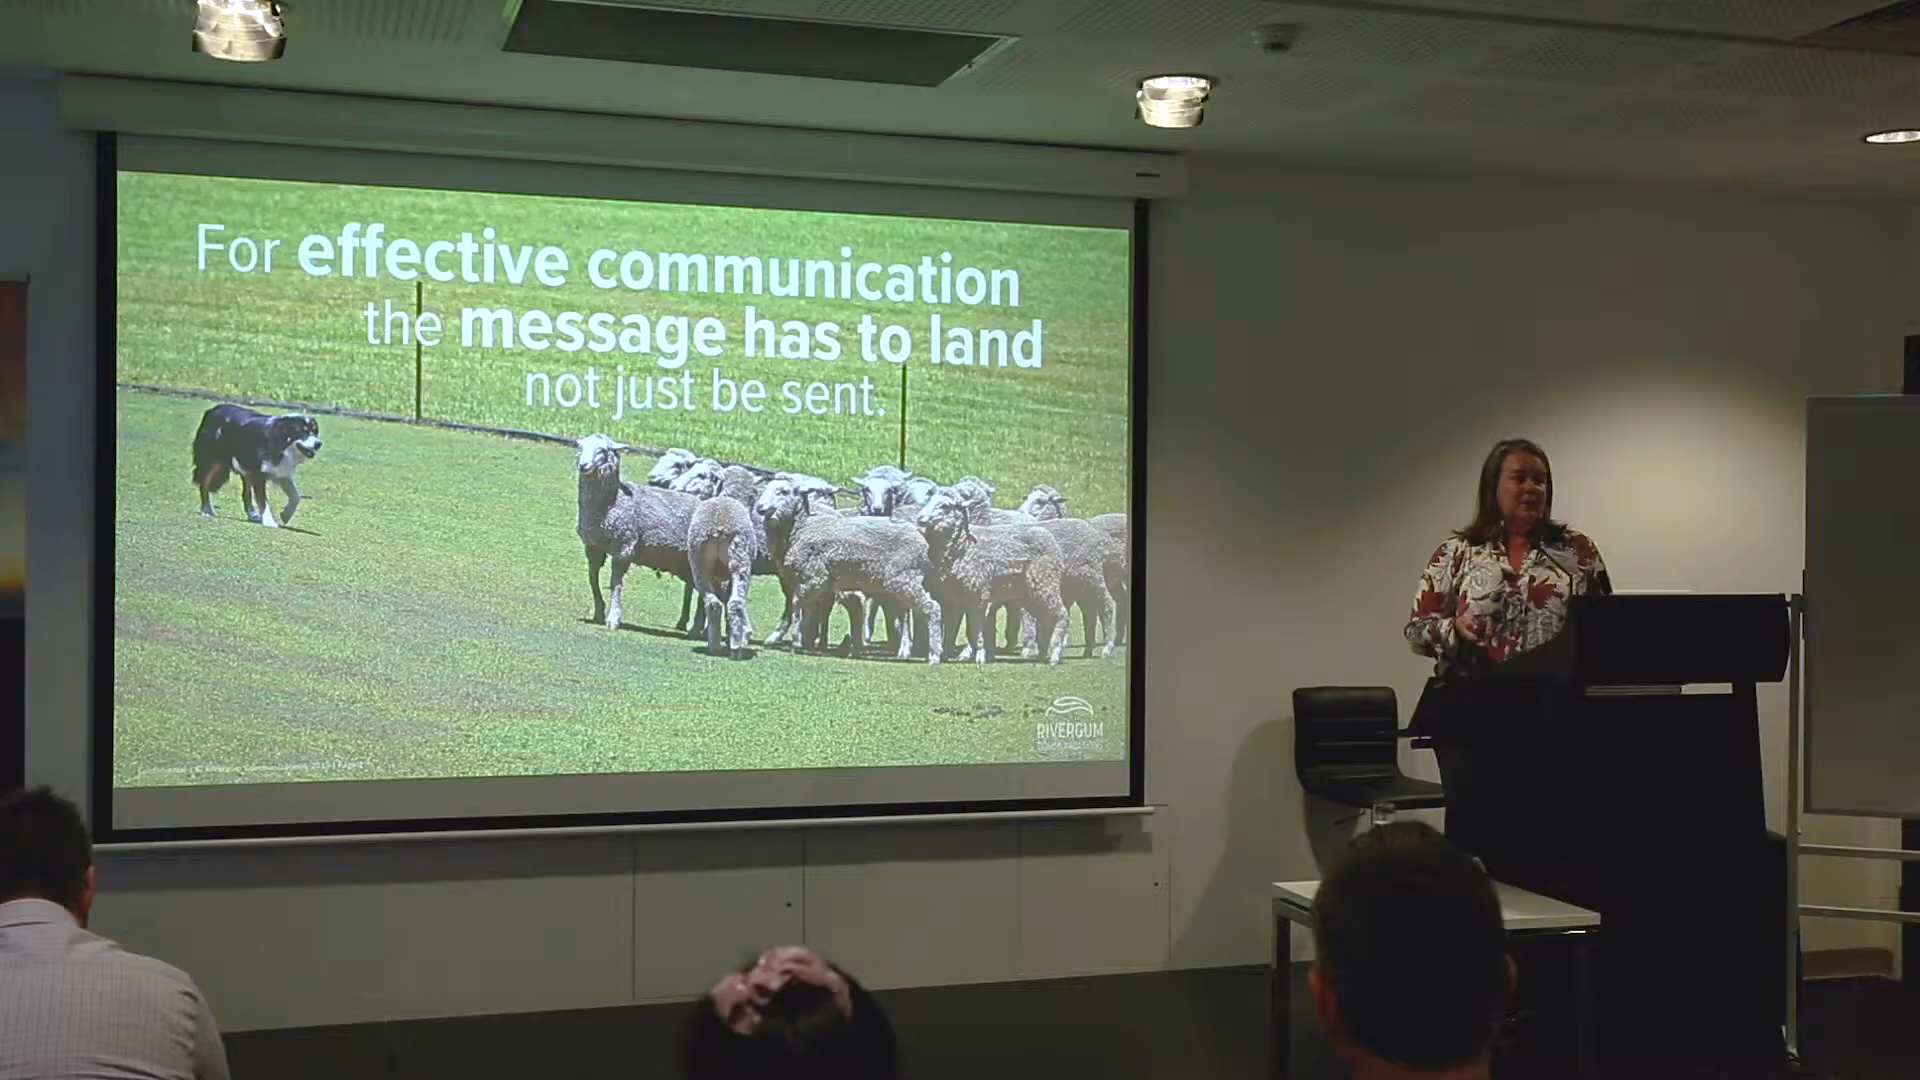 For effective communication
the message has to land
not just be sent.
RIVERGUM